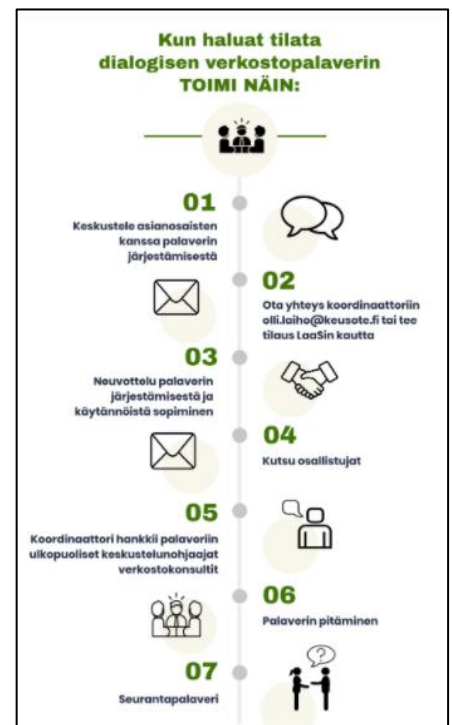 Kun haluat tilata
dialogisen verkostopalaverin
TOIMI NÄIN:
01
Keskustele asianosaisten
kanssa palaverin
järjestämisestä
02
Ota yhteys koordinaattoriin
olli.laiho@keusote.fi tai tee
tilaus LaaSin kautta
03
Neuvottelu palaverin
järjestämisestä ja
käytännöistä sopiminen
04
Kutsu osallistujat
05
Koordinaattori hankkii palaveriin
ulkopuoliset keskustelunohjaajat
verkostokonsultit
06
Palaverin pitäminen
07
Seurantapalaveri
?